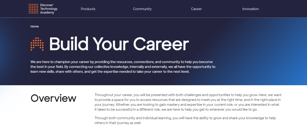 Discover
Technology
Academy
Products
Community
Career
Innovation
Home
Build Your Career
We are here to champion your career by providing the resources, connections, and community to help you become
the best in your field. By connecting our collective knowledge, internally and externally, we all have the opportunity to
learn new skills, share with others, and get the expertise needed to take your career to the next level.
Overview
Throughout your career, you will be presented with both challenges and opportunities to help you grow. Here, we want
to provide a space for you to access resources that are designed to meet you at the right time, and in the right place in
your journey. Whether you are looking to gain mastery and expertise in your current role, or you are interested in what
it takes to be successful in a different role, we are here to help you get to wherever you would like to go.
Through both community and individual learning, you will have the ability to grow and share your knowledge to help
others in their journey as well.